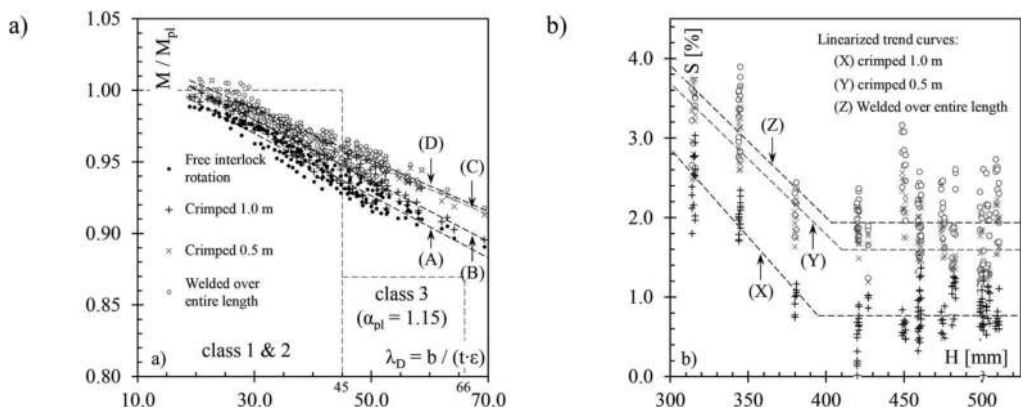 a)
1.05
1.00
0.95
0.90
0.85
0.80
M / Mpl
Free interlock
rotation
Crimped 1.0 m
Crimped 0.5 m
Welded over
entire length
(D)
(C)
(A)
(B)
class 3
(αpl = 1.15)
a)
class 1 & 2
λD = b / (t·ε)
45
66
10.0
30.0
50.0
70.0
b)
4.0
3.0
2.0
1.0
0.0
S [%]
Linearized trend curves:
(X) crimped 1.0 m
(Y) crimped 0.5 m
(Z) Welded over entire length
(Z)
(Y)
(X)
b)
H [mm]
300
350
400
450
500